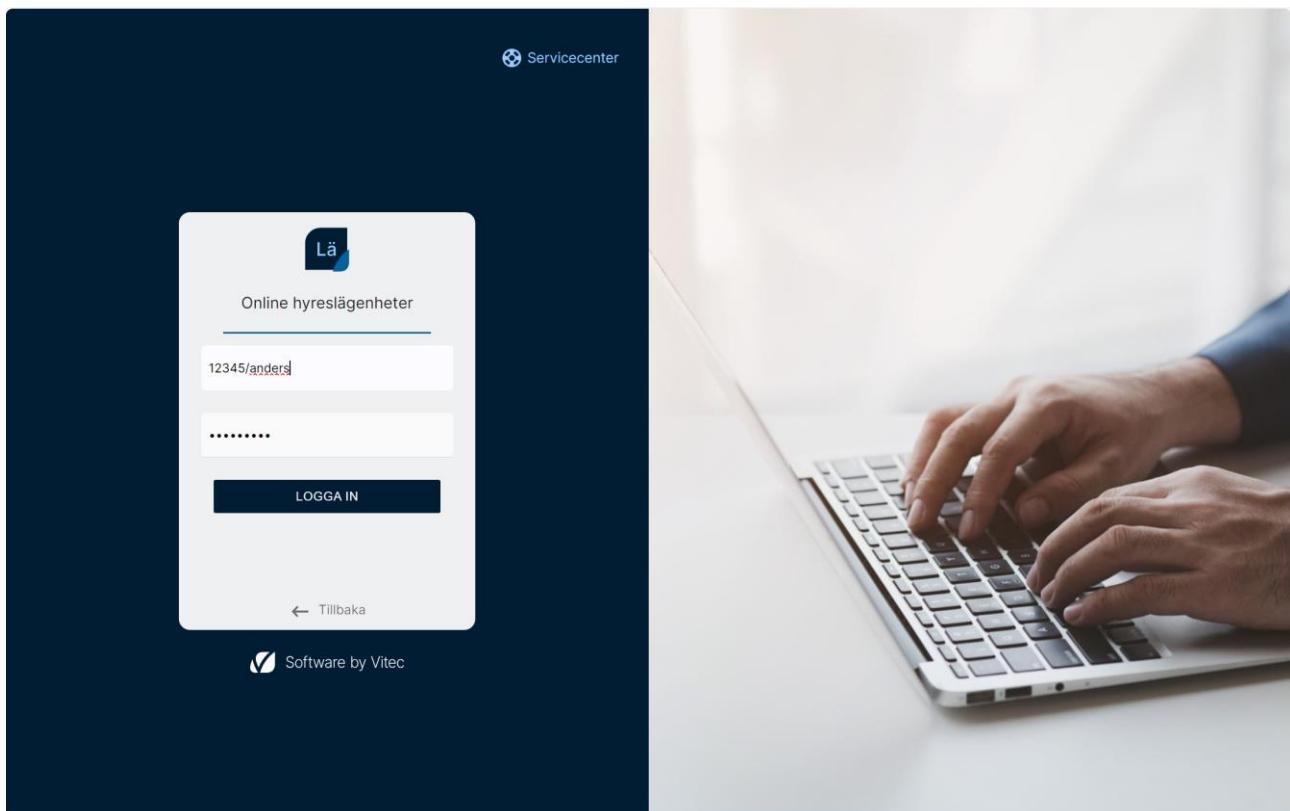 Servicecenter
Lä
Online hyreslägenheter
12345/anders
•••••••••
LOGGA IN
← Tillbaka
Software by Vitec